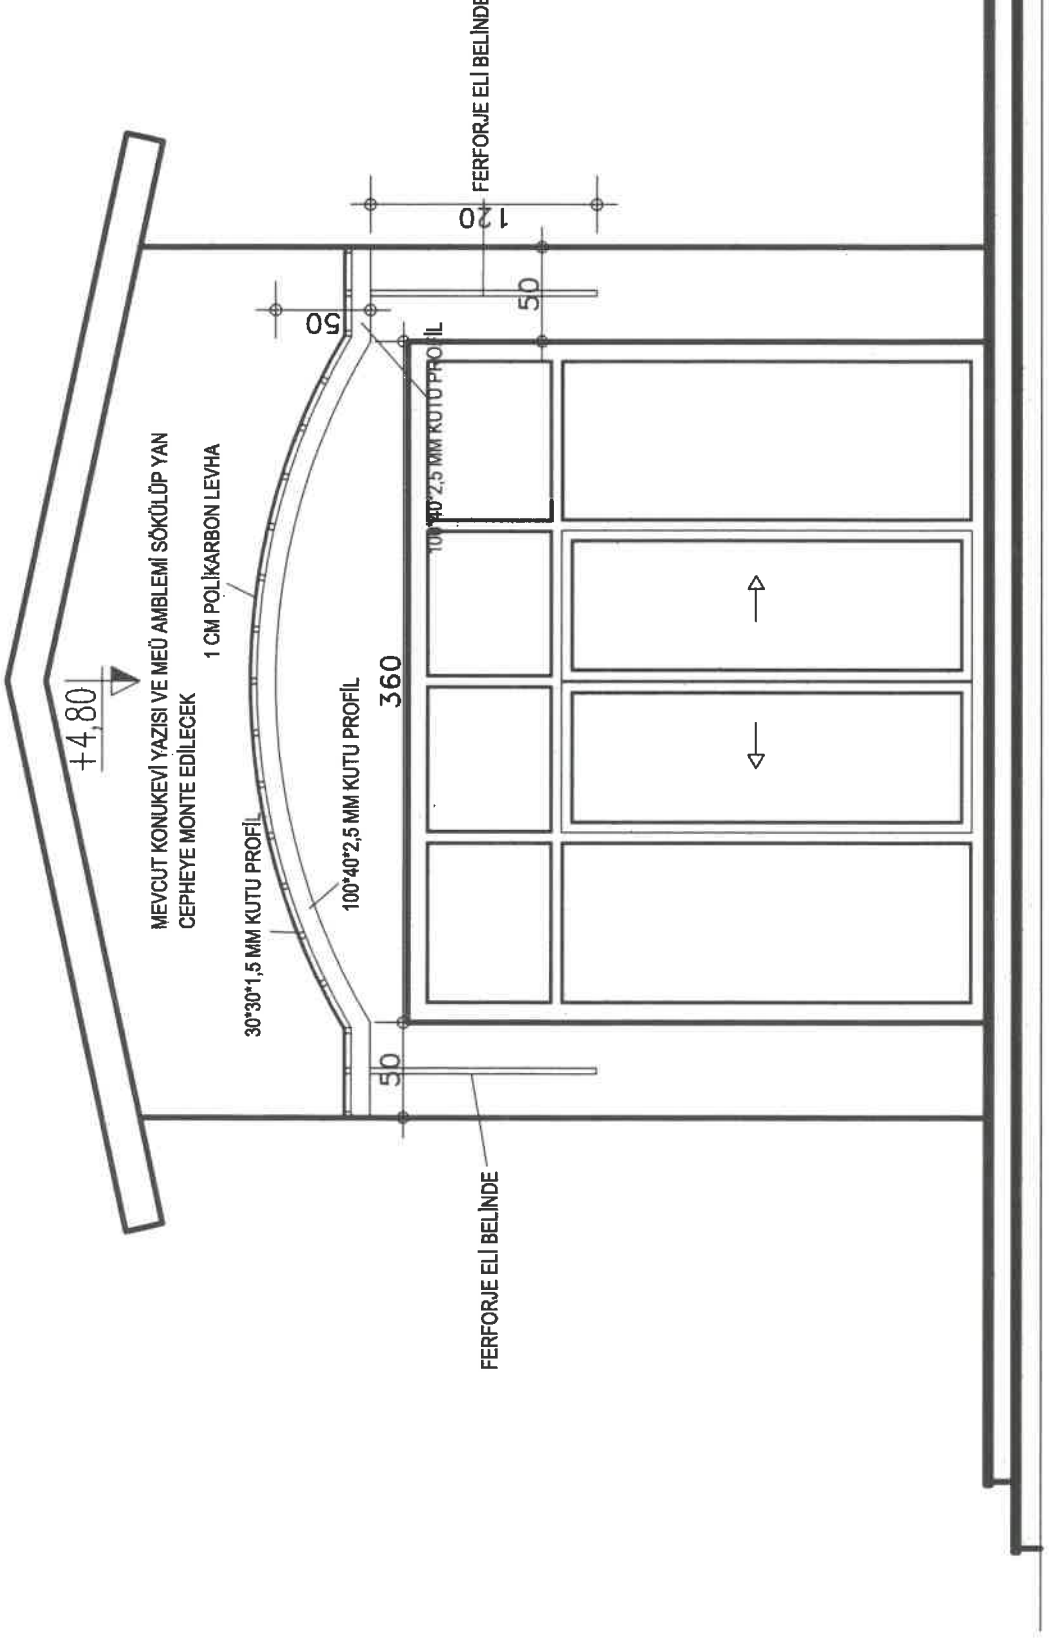 +4,80
MEVCUT KONUKEVİ YAZISI VE MEÜ AMBLEMİ SÖKÜLÜP YAN
CEPHEYE MONTE EDİLECEK
1 CM POLİKARBON LEVHA
30*30*1,5 MM KUTU PROFİL
100*40*2,5 MM KUTU PROFİL
50
100*40*2,5 MM KUTU PROFİL
360
50
50
120
FERFORJE ELİ BELİNDE
FERFORJE ELİ BELİNDE